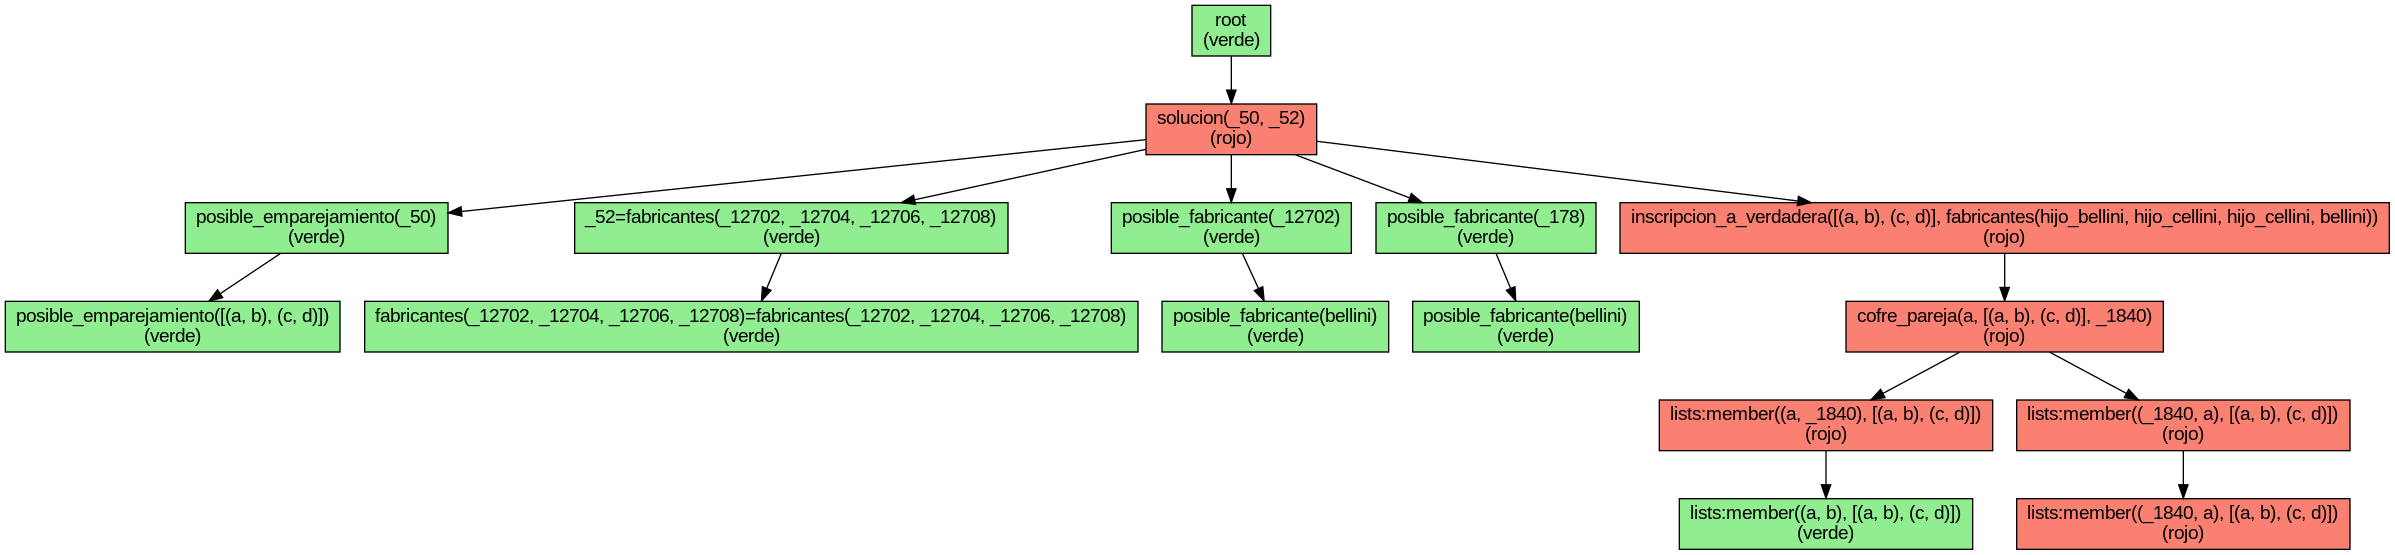 root
(verde)
solucion(_50, _52)
(rojo)
posible_emparejamiento(_50)
(verde)
_52=fabricantes(_12702, _12704, _12706, _12708)
(verde)
posible_fabricante(_12702)
(verde)
posible_fabricante(_178)
(verde)
inscripcion_a_verdadera([(a, b), (c, d)], fabricantes(hijo_bellini, hijo_cellini, hijo_cellini, bellini))
(rojo)
posible_emparejamiento([(a, b), (c, d)])
(verde)
fabricantes(_12702, _12704, _12706, _12708)=fabricantes(_12702, _12704, _12706, _12708)
(verde)
posible_fabricante(bellini)
(verde)
posible_fabricante(bellini)
(verde)
cofre_pareja(a, [(a, b), (c, d)], _1840)
(rojo)
lists:member((a, _1840), [(a, b), (c, d)])
(rojo)
lists:member((_1840, a), [(a, b), (c, d)])
(rojo)
lists:member((a, b), [(a, b), (c, d)])
(verde)
lists:member((_1840, a), [(a, b), (c, d)])
(rojo)